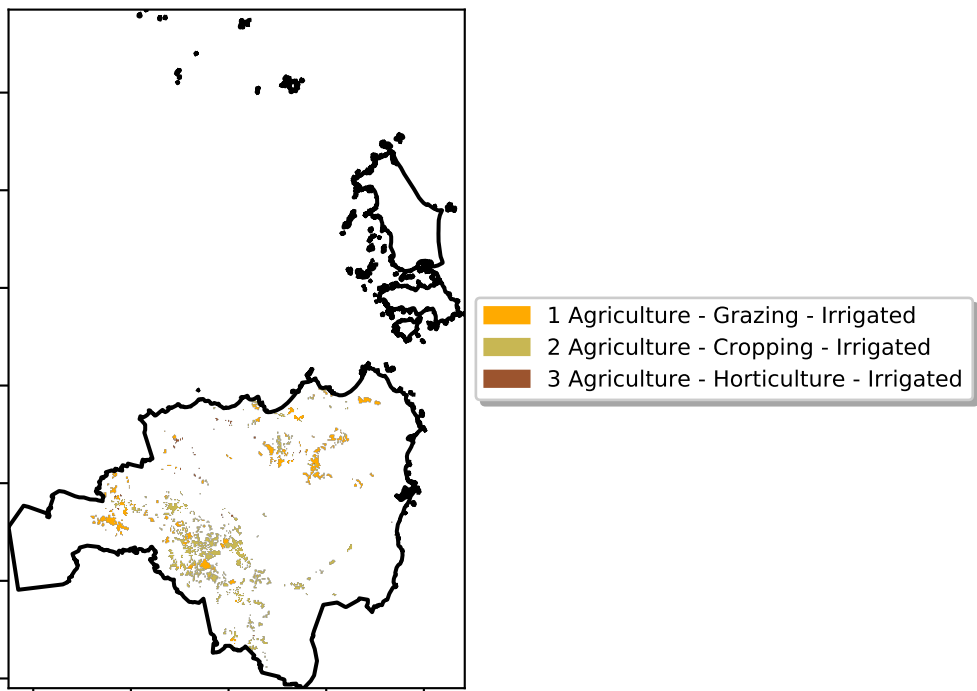 1 Agriculture - Grazing - Irrigated
2 Agriculture - Cropping - Irrigated
3 Agriculture - Horticulture - Irrigated